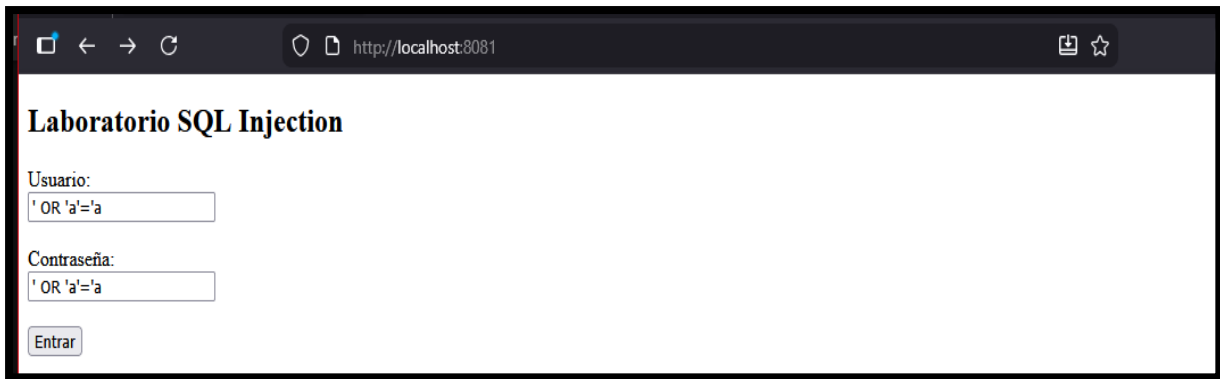 http://localhost:8081
Laboratorio SQL Injection
Usuario:
' OR 'a'='a
Contraseña:
' OR 'a'='a
Entrar